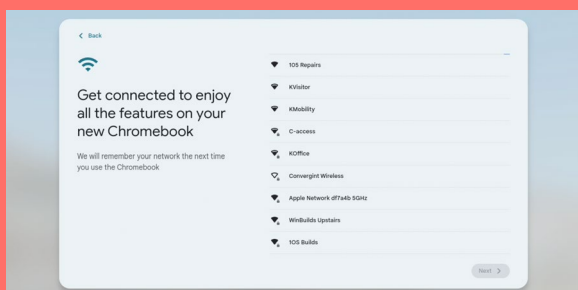 Back
Get connected to enjoy
all the features on your
new Chromebook
We will remember your network the next time
you use the Chromebook
105 Repairs
KVisitor
KMobility
C-access
KOffice
Convergint Wireless
Apple Network df7a4b 5GHz
WinBuilds Upstairs
1OS Builds
Next